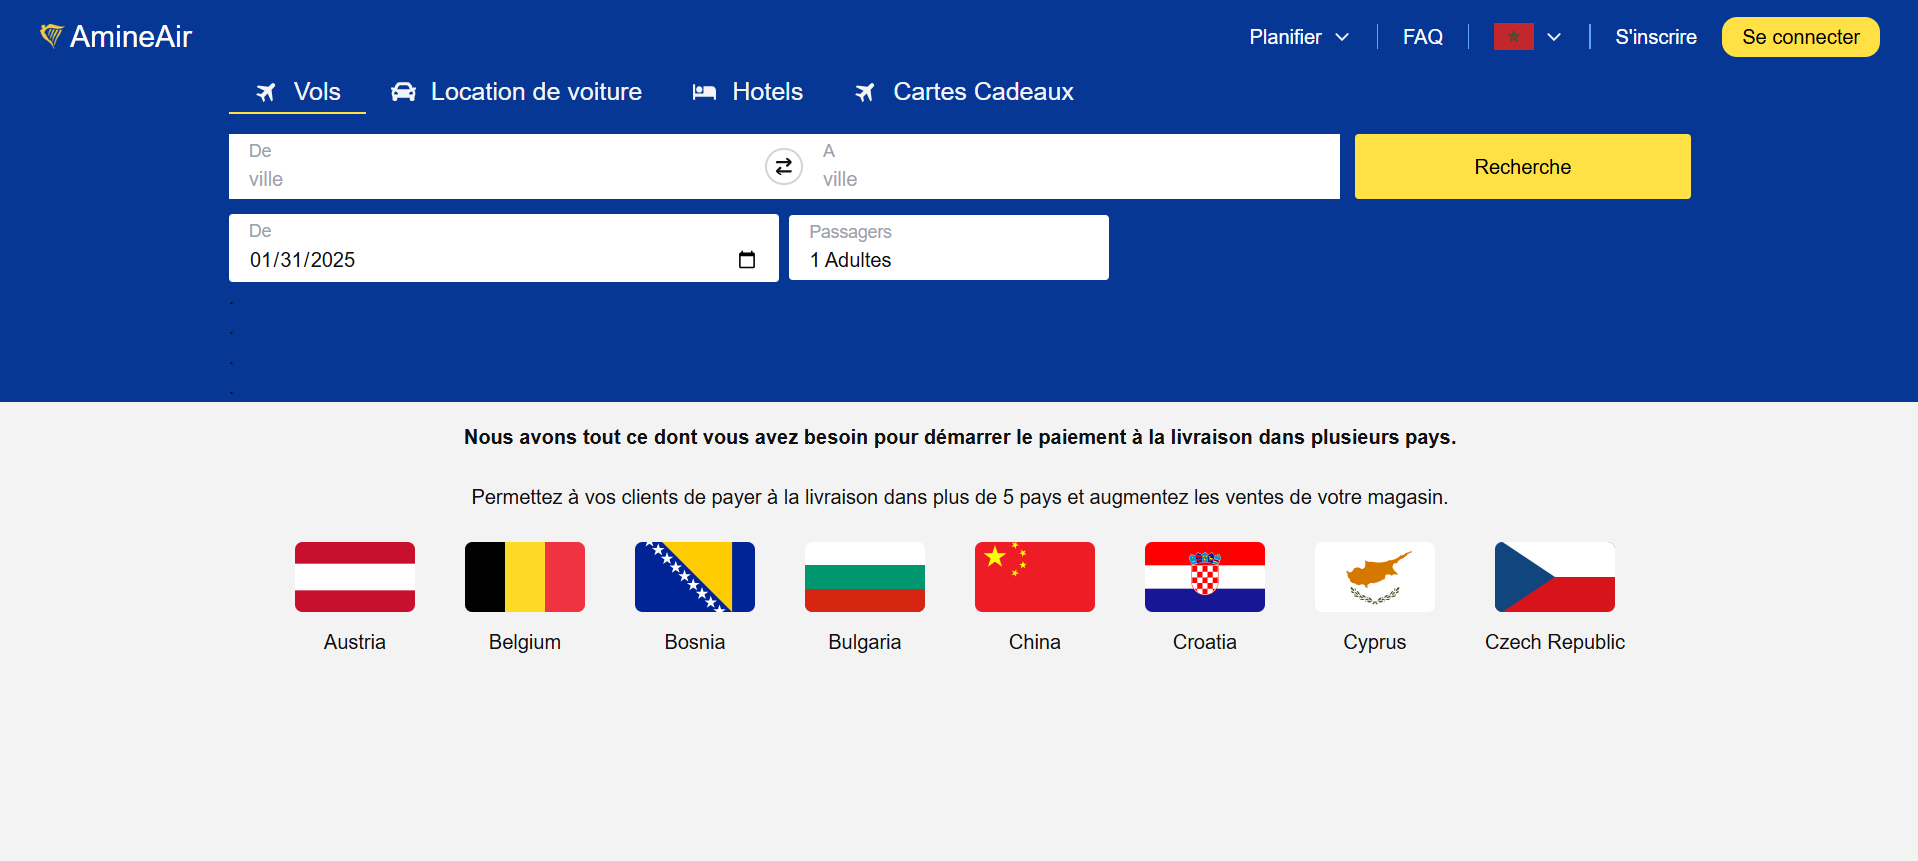 AmineAir
Planifier
FAQ
S'inscrire
Se connecter
Vols
Location de voiture
Hotels
Cartes Cadeaux
De
ville
A
ville
Recherche
De
01/31/2025
Passagers
1 Adultes
.
.
.
.
Nous avons tout ce dont vous avez besoin pour démarrer le paiement à la livraison dans plusieurs pays.
Permettez à vos clients de payer à la livraison dans plus de 5 pays et augmentez les ventes de votre magasin.
Austria
Belgium
Bosnia
Bulgaria
China
Croatia
Cyprus
Czech Republic